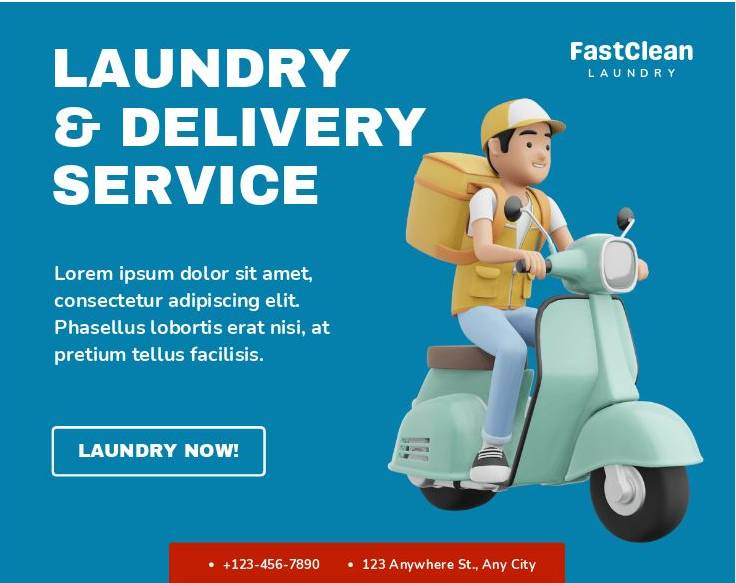 FastClean
LAUNDRY
LAUNDRY
& DELIVERY
SERVICE
Lorem ipsum dolor sit amet,
consectetur adipiscing elit.
Phasellus lobortis erat nisi, at
pretium tellus facilisis.
LAUNDRY NOW!
• +123-456-7890 • 123 Anywhere St., Any City